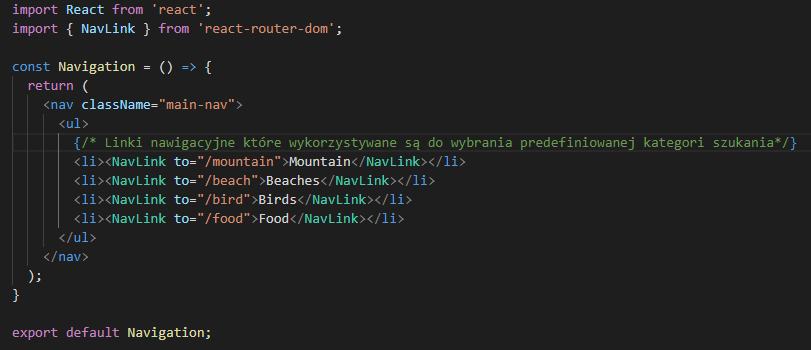 import React from 'react';
import { NavLink } from 'react-router-dom';
const Navigation = () => {
return (
<nav className="main-nav">
<ul>
{/* Linki nawigacyjne które wykorzystywane są do wybrania predefiniowanej kategori szukania*/}
<li><NavLink to="/mountain">Mountain</NavLink></li>
<li><NavLink to="/beach">Beaches</NavLink></li>
<li><NavLink to="/bird">Birds</NavLink></li>
<li><NavLink to="/food">Food</NavLink></li>
</ul>
</nav>
);
}
export default Navigation;